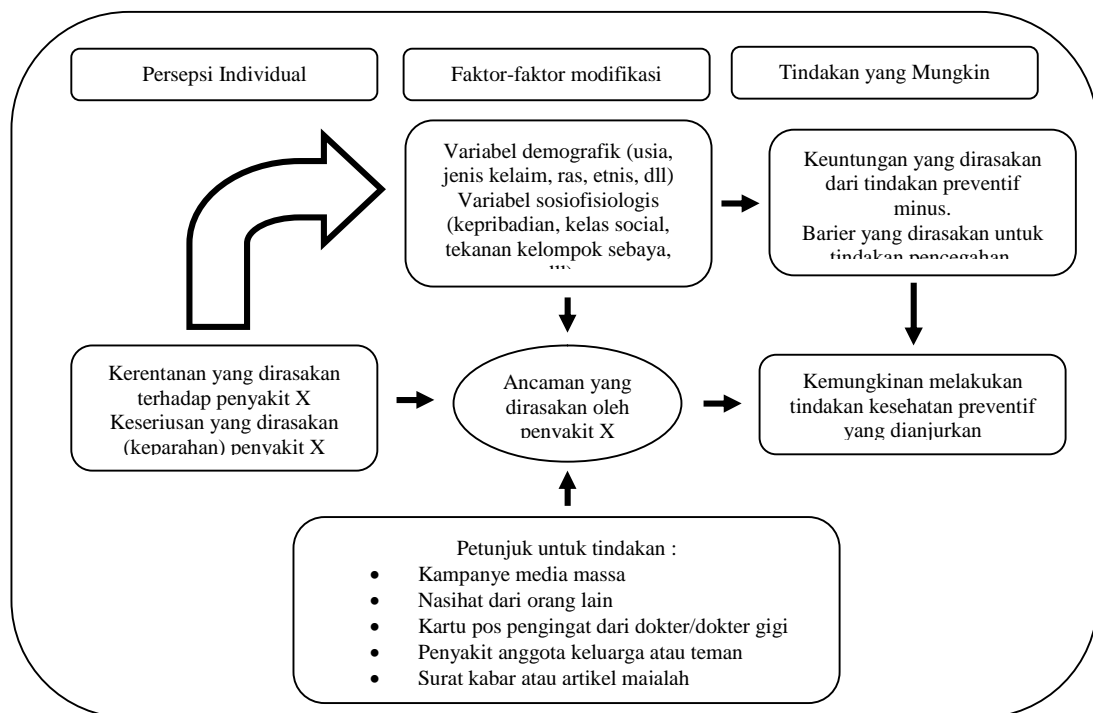 Persepsi Individual
Faktor-faktor modifikasi
Tindakan yang Mungkin
Variabel demografik (usia,
jenis kelaim, ras, etnis, dll)
Variabel sosiofisiologis
(kepribadian, kelas social,
tekanan kelompok sebaya,
dll)
Keuntungan yang dirasakan
dari tindakan preventif
minus.
Barier yang dirasakan untuk
tindakan pencegahan
Kerentanan yang dirasakan
terhadap penyakit X
Keseriusan yang dirasakan
(keparahan) penyakit X
Ancaman yang
dirasakan oleh
penyakit X
Kemungkinan melakukan
tindakan kesehatan preventif
yang dianjurkan
Petunjuk untuk tindakan :
• Kampanye media massa
• Nasihat dari orang lain
• Kartu pos pengingat dari dokter/dokter gigi
• Penyakit anggota keluarga atau teman
• Surat kabar atau artikel majalah